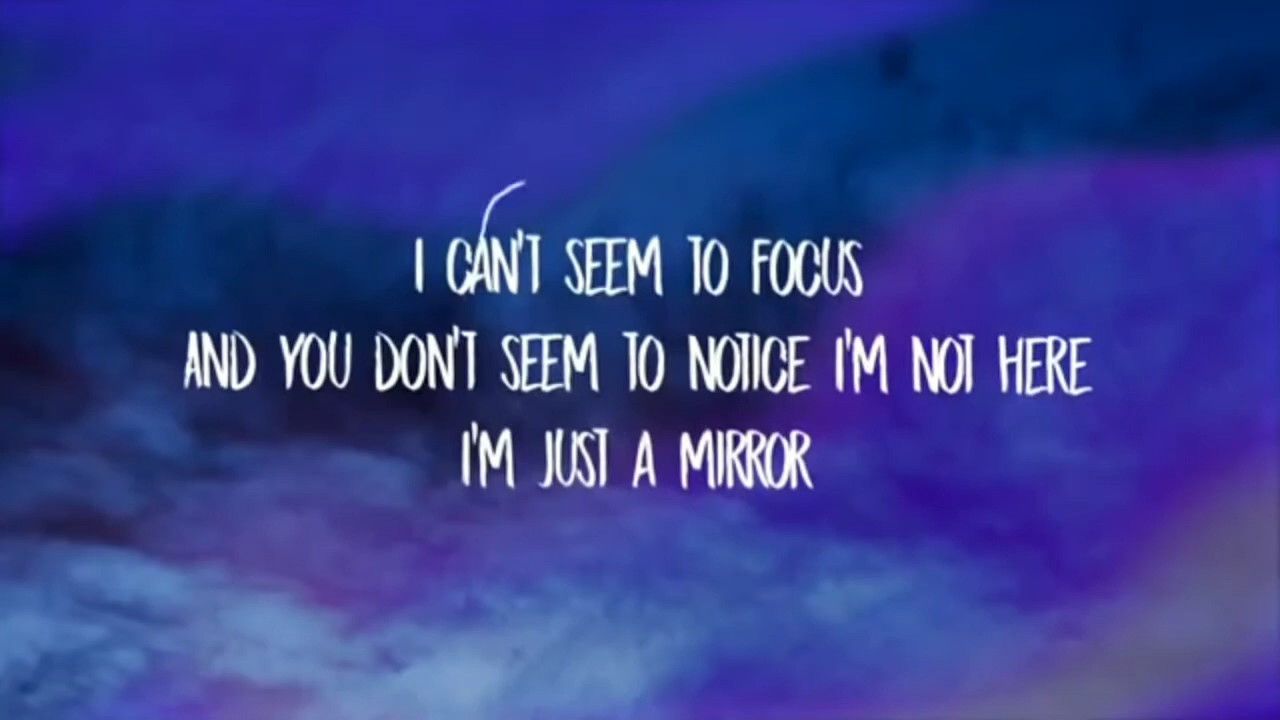 I CAN'T SEEM TO FOCUS
AND YOU DON'T SEEM TO NOTICE I'M NOT HERE
I'M JUST A MIRROR